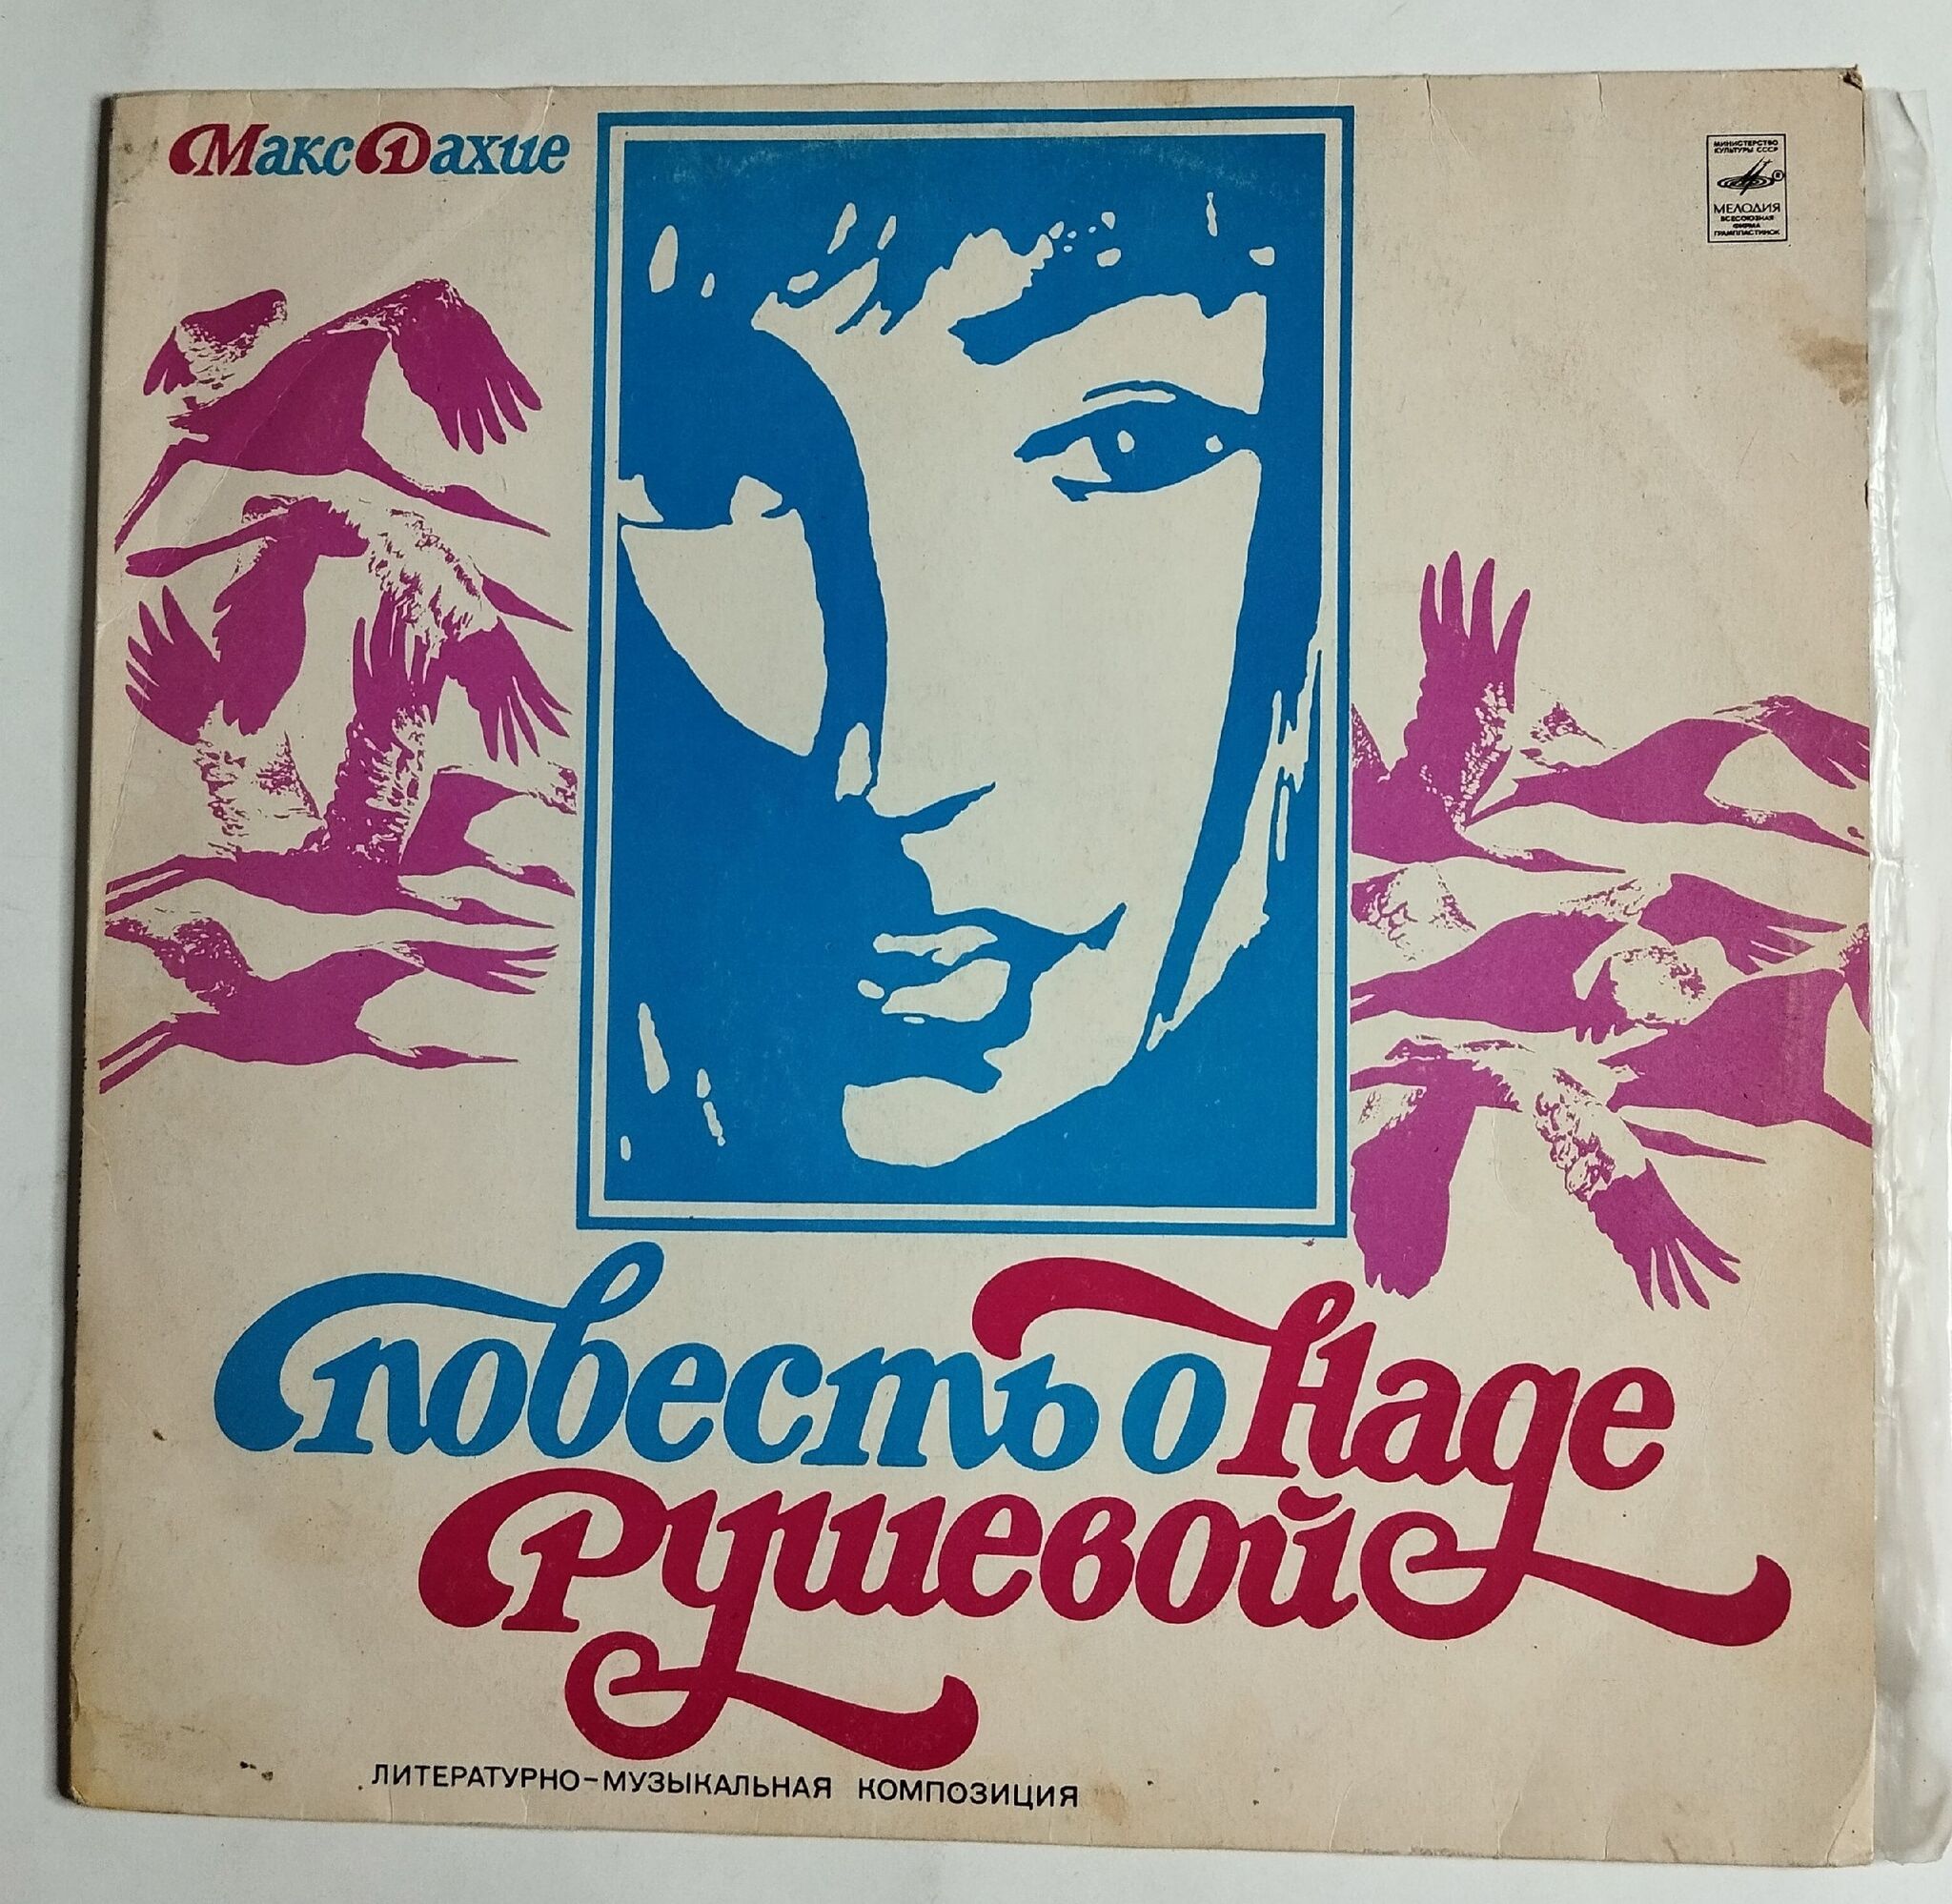 Макс Дахие
МИНИСТЕРСТВО
КУЛЬТУРЫ СССР
МЕЛОДИЯ
ВСЕСОЮЗНАЯ
ФИРМА
ГРАМПЛАСТИНОК
Повесть о Наде
Рушевой
ЛИТЕРАТУРНО-МУЗЫКАЛЬНАЯ КОМПОЗИЦИЯ